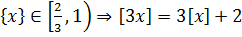 {x} ∈ [2/3, 1) ⇒ [3x] = 3[x] + 2